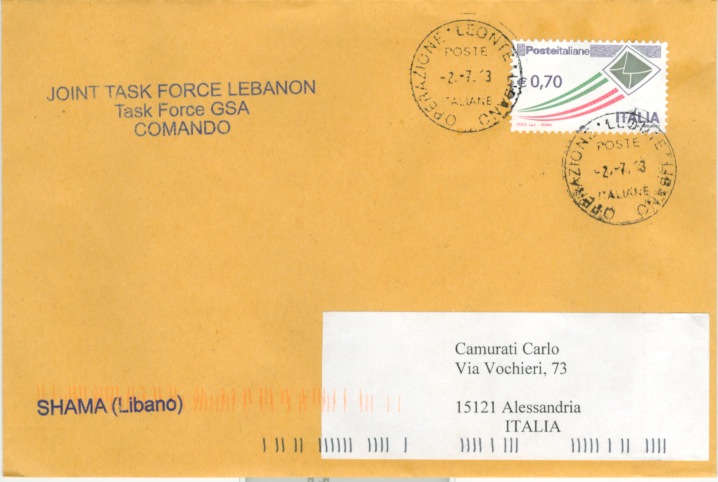 JOINT TASK FORCE LEBANON
Task Force GSA
COMANDO
OPERAZIONE LEONTE LIBANO
POSTE
-2.-7.13
ITALIANE
Posteitaliane
€ 0,70
ITALIA
OPERAZIONE LEONTE LIBANO
POSTE
-2.-7.13
ITALIANE
Camurati Carlo
Via Vochieri, 73
15121 Alessandria
ITALIA
SHAMA (Libano)